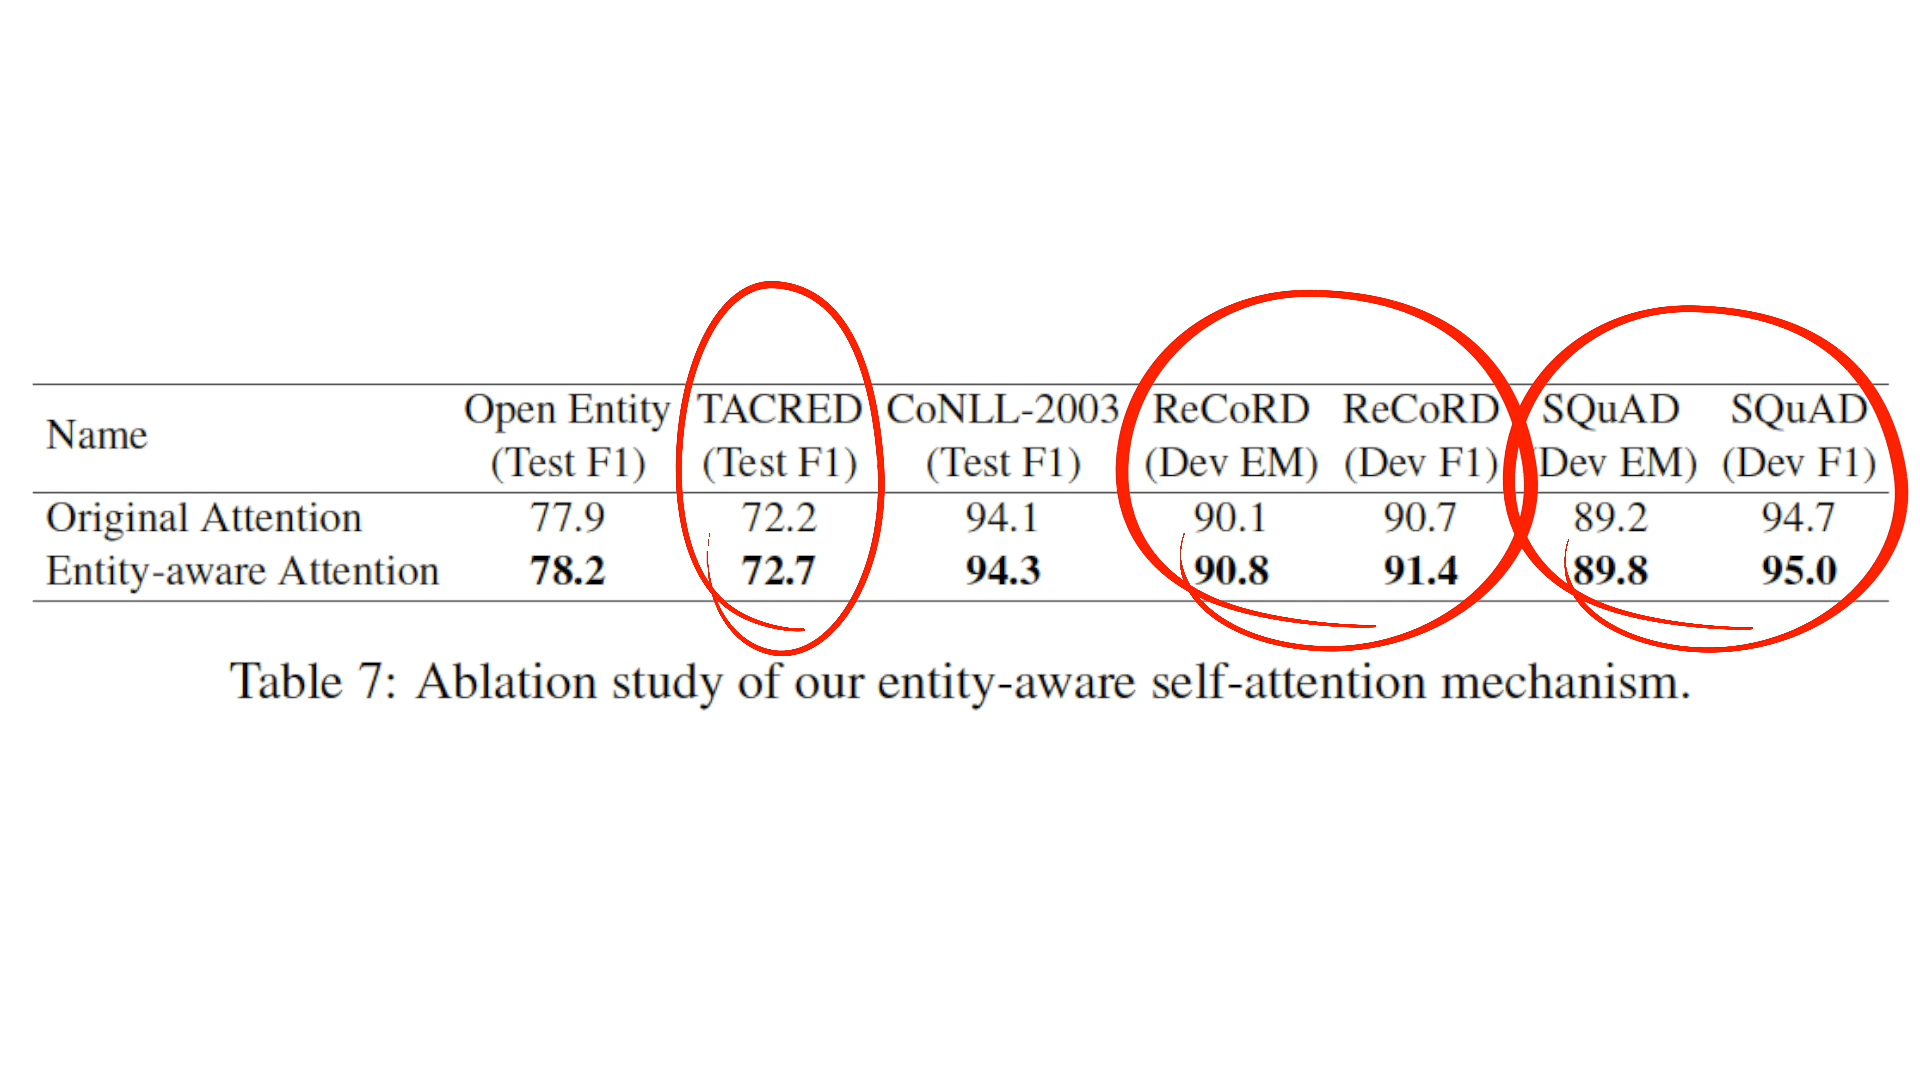 Name Open Entity (Test F1) TACRED (Test F1) CoNLL-2003 (Test F1) ReCoRD (Dev EM) ReCoRD (Dev F1) SQuAD (Dev EM) SQuAD (Dev F1)
Original Attention 77.9 72.2 94.1 90.1 90.7 89.2 94.7
Entity-aware Attention 78.2 72.7 94.3 90.8 91.4 89.8 95.0
Table 7: Ablation study of our entity-aware self-attention mechanism.